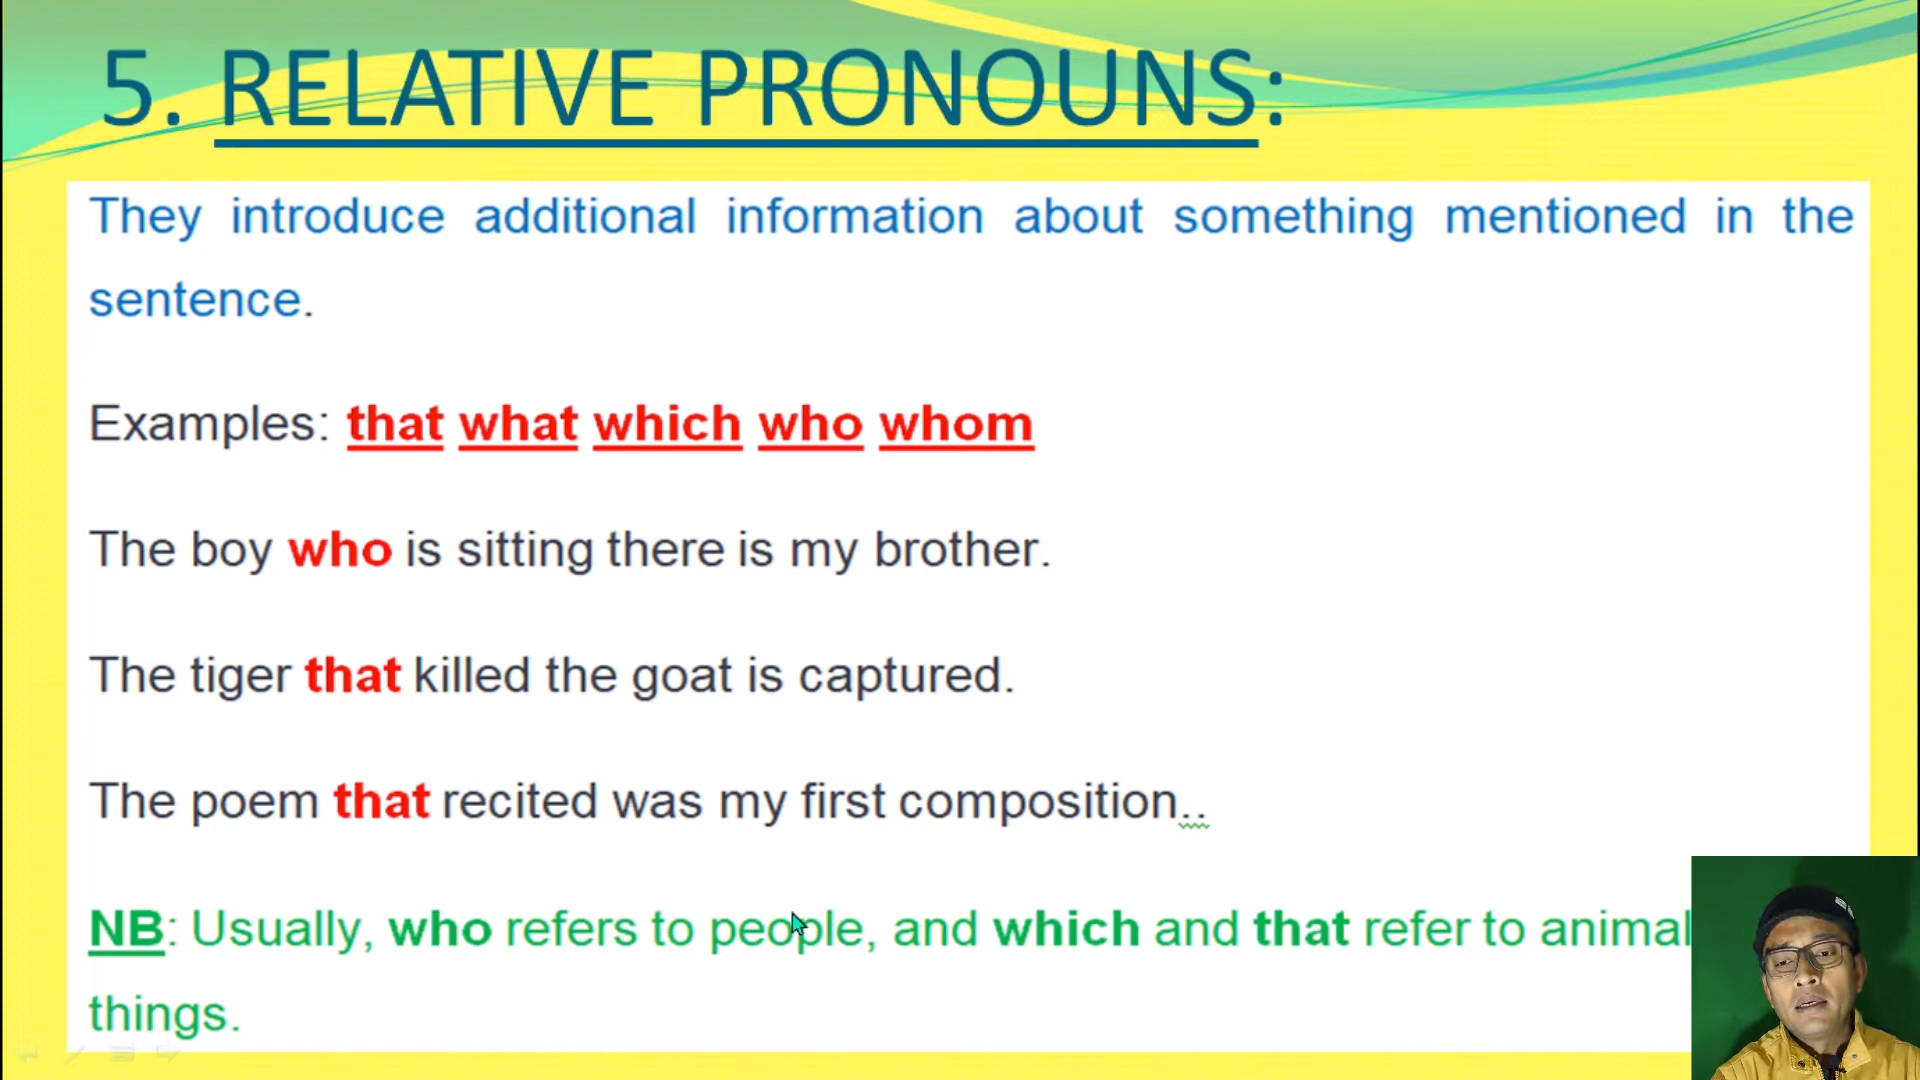 5. RELATIVE PRONOUNS:
They introduce additional information about something mentioned in the
sentence.
Examples: that what which who whom
The boy who is sitting there is my brother.
The tiger that killed the goat is captured.
The poem that recited was my first composition..
NB: Usually, who refers to people, and which and that refer to animal
things.